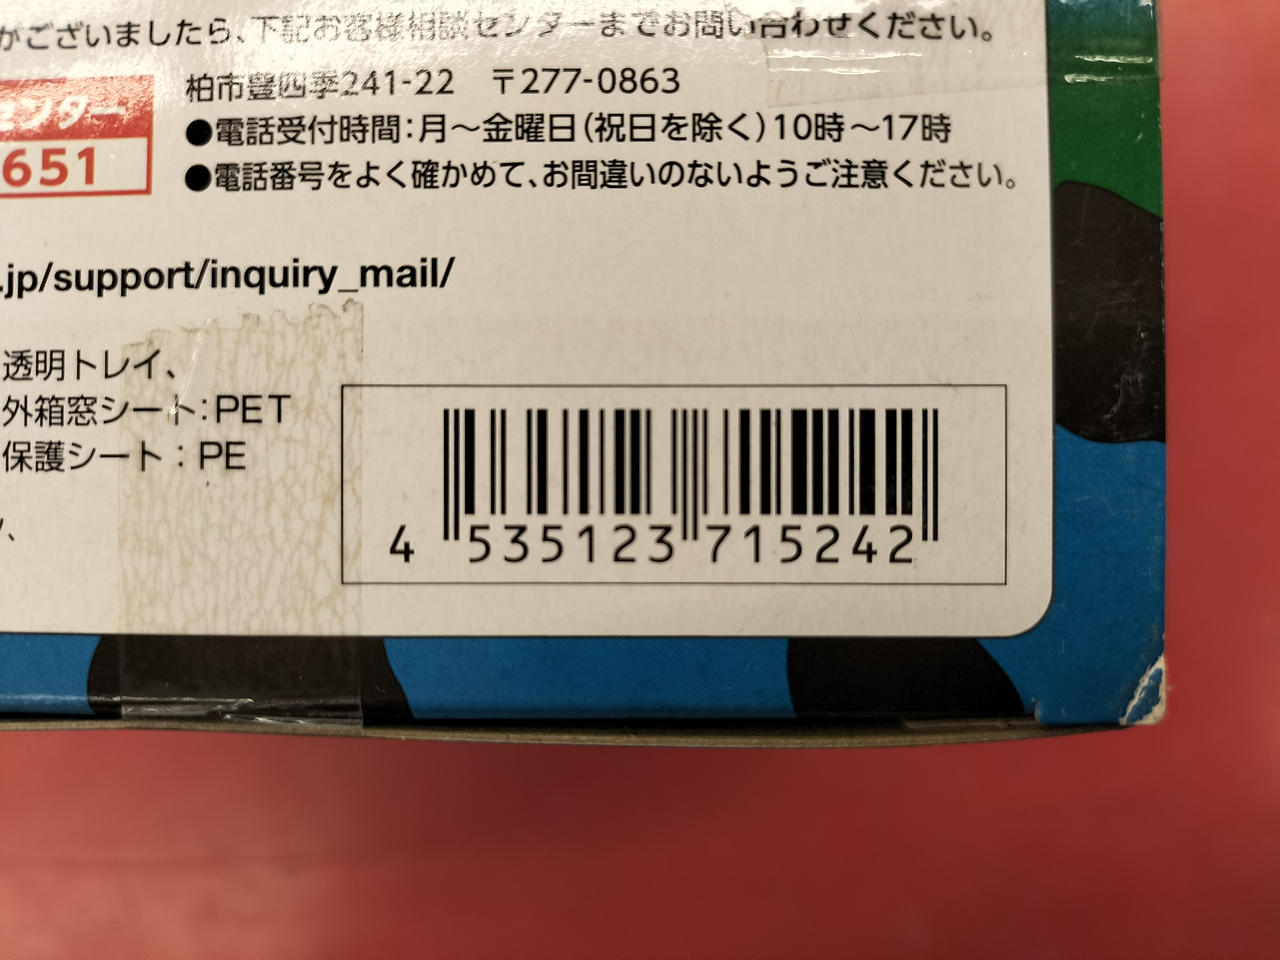 がございましたら、下記お客様相談センターまでお問い合わせください。
センター
651
柏市豊四季241-22 〒277-0863
●電話受付時間：月～金曜日（祝日を除く）10時～17時
●電話番号をよく確かめて、お間違いのないようご注意ください。
.jp/support/inquiry_mail/
透明トレイ、
外箱窓シート：PET
保護シート：PE
4 535123 715242